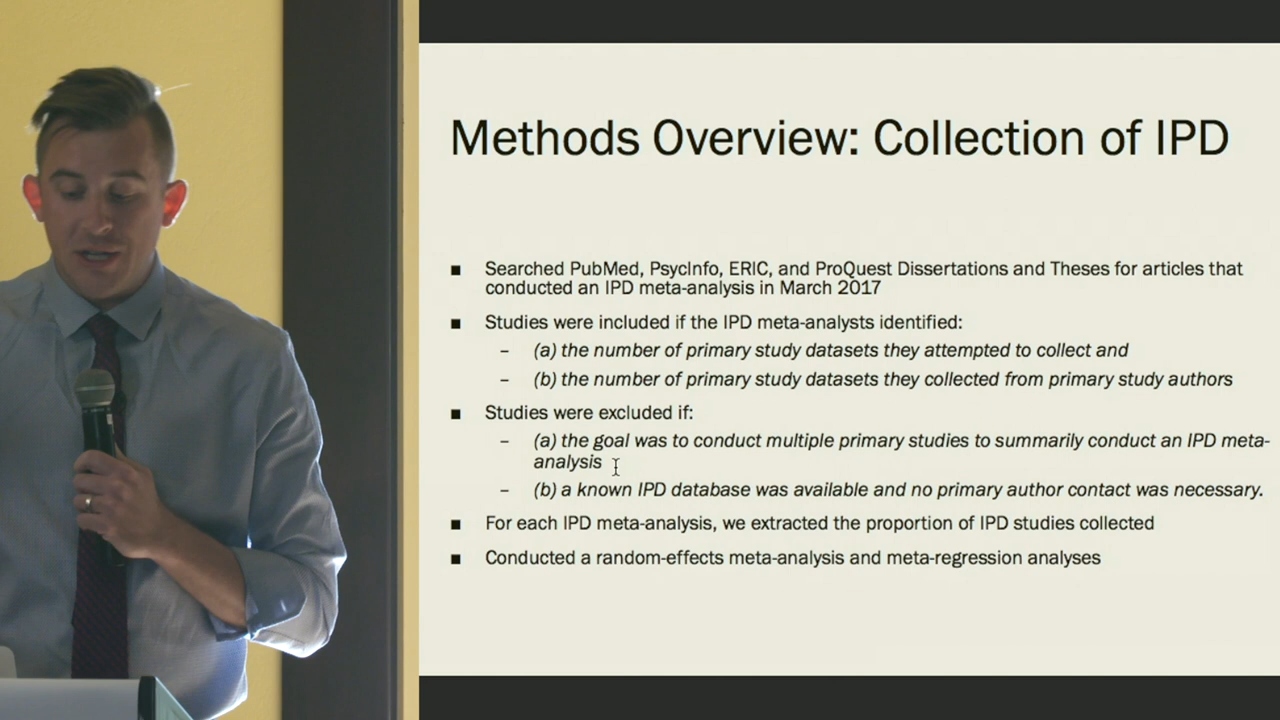 Methods Overview: Collection of IPD
■ Searched PubMed, PsycInfo, ERIC, and ProQuest Dissertations and Theses for articles that
conducted an IPD meta-analysis in March 2017
■ Studies were included if the IPD meta-analysts identified:
– (a) the number of primary study datasets they attempted to collect and
– (b) the number of primary study datasets they collected from primary study authors
■ Studies were excluded if:
– (a) the goal was to conduct multiple primary studies to summarily conduct an IPD meta-
analysis
– (b) a known IPD database was available and no primary author contact was necessary.
■ For each IPD meta-analysis, we extracted the proportion of IPD studies collected
■ Conducted a random-effects meta-analysis and meta-regression analyses